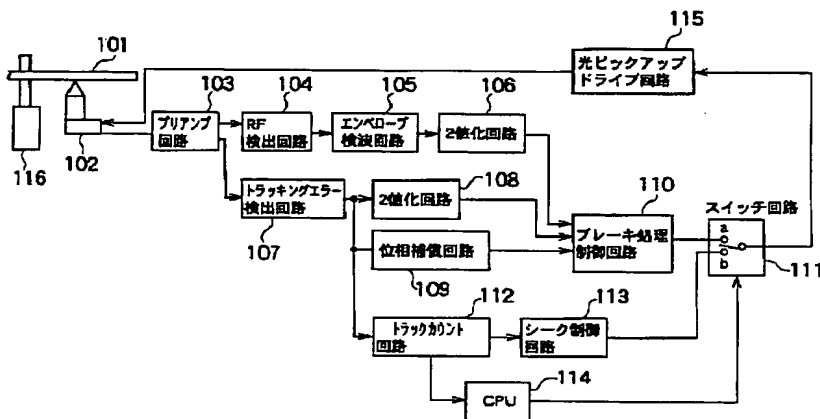 115
101
光ピックアップ
ドライブ回路
103
104
105
106
プリアンプ
回路
RF
検出回路
エンベロープ
検波回路
2値化回路
116
102
108
110
トラッキングエラー
検出回路
2値化回路
スイッチ回路
107
ブレーキ処理
制御回路
a
b
位相補償回路
111
109
112
113
トラックカウント
回路
シーク制御
回路
114
CPU